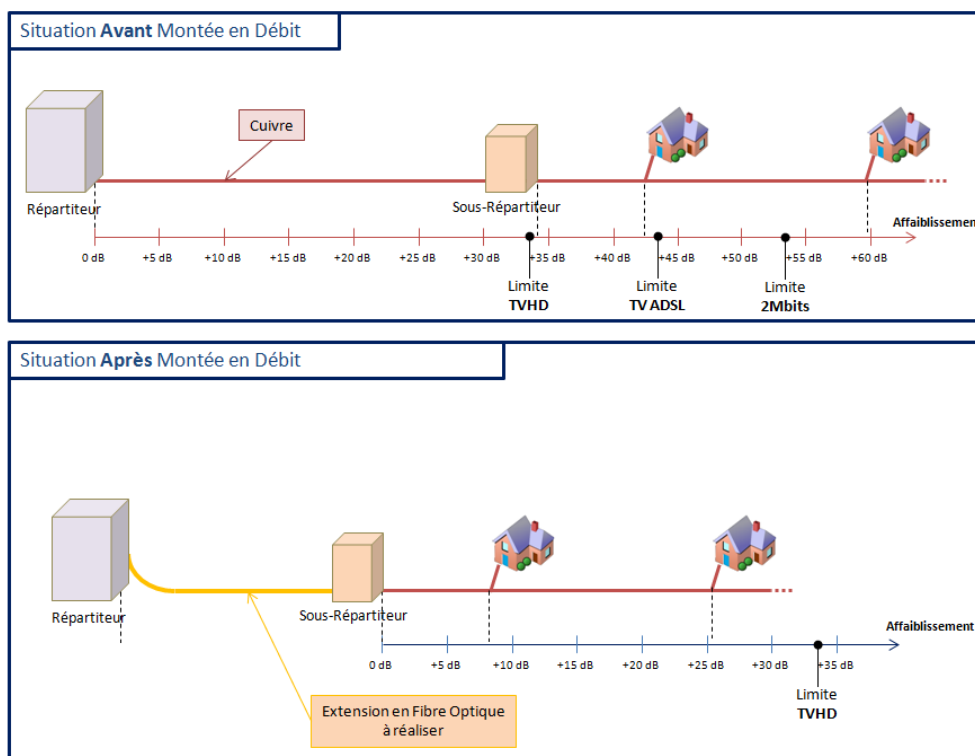 Situation Avant Montée en Débit
Cuivre
Répartiteur
Sous-Répartiteur
Affaiblissement
0 dB +5 dB +10 dB +15 dB +20 dB +25 dB +30 dB +35 dB +40 dB +45 dB +50 dB +55 dB +60 dB
Limite Limite Limite
TVHD TV ADSL 2Mbits
Situation Après Montée en Débit
Répartiteur
Sous-Répartiteur
Affaiblissement
0 dB +5 dB +10 dB +15 dB +20 dB +25 dB +30 dB +35 dB
Limite
TVHD
Extension en Fibre Optique
à réaliser